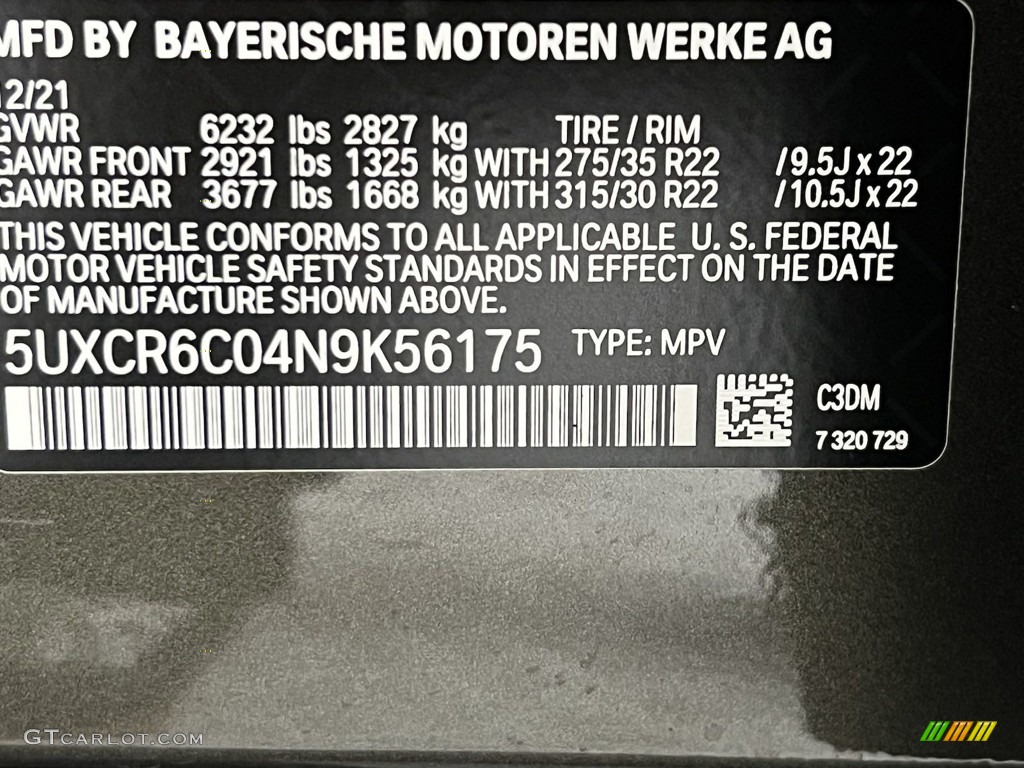 MFD BY BAYERISCHE MOTOREN WERKE AG
12/21
GVWR 6232 lbs 2827 kg TIRE / RIM
GAWR FRONT 2921 lbs 1325 kg WITH 275/35 R22 /9.5J x 22
GAWR REAR 3677 lbs 1668 kg WITH 315/30 R22 /10.5J x 22
THIS VEHICLE CONFORMS TO ALL APPLICABLE U. S. FEDERAL
MOTOR VEHICLE SAFETY STANDARDS IN EFFECT ON THE DATE
OF MANUFACTURE SHOWN ABOVE.
5UXCR6C04N9K56175 TYPE: MPV
C3DM
7 320 729
GTCARLOT.COM